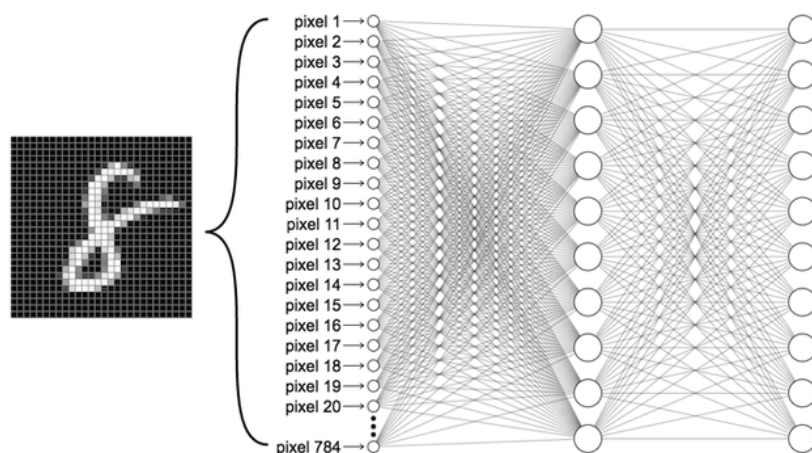 pixel 1
pixel 2
pixel 3
pixel 4
pixel 5
pixel 6
pixel 7
pixel 8
pixel 9
pixel 10
pixel 11
pixel 12
pixel 13
pixel 14
pixel 15
pixel 16
pixel 17
pixel 18
pixel 19
pixel 20
pixel 784